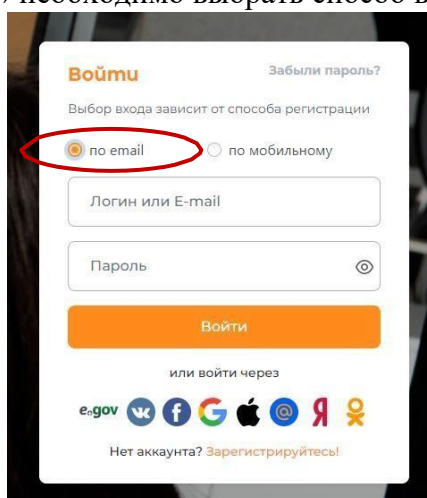 необходимо выбрать способ в
Войти
Забыли пароль?
Выбор входа зависит от способа регистрации
по email
по мобильному
Логин или E-mail
Пароль
Войти
или войти через
egov
Нет аккаунта? Зарегистрируйтесь!